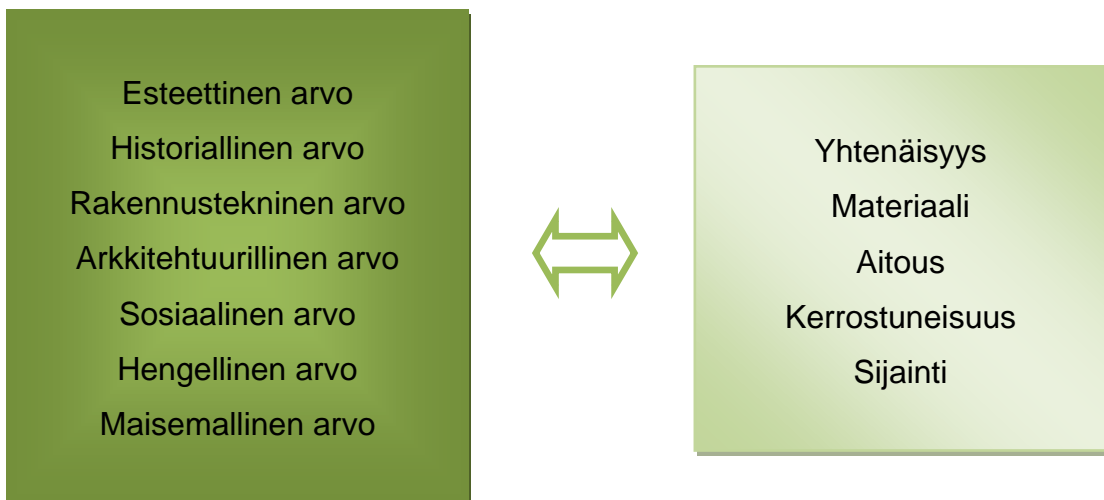 Esteettinen arvo
Historiallinen arvo
Rakennustekninen arvo
Arkkitehtuurillinen arvo
Sosiaalinen arvo
Hengellinen arvo
Maisemallinen arvo
Yhtenäisyys
Materiaali
Aitous
Kerrostuneisuus
Sijainti